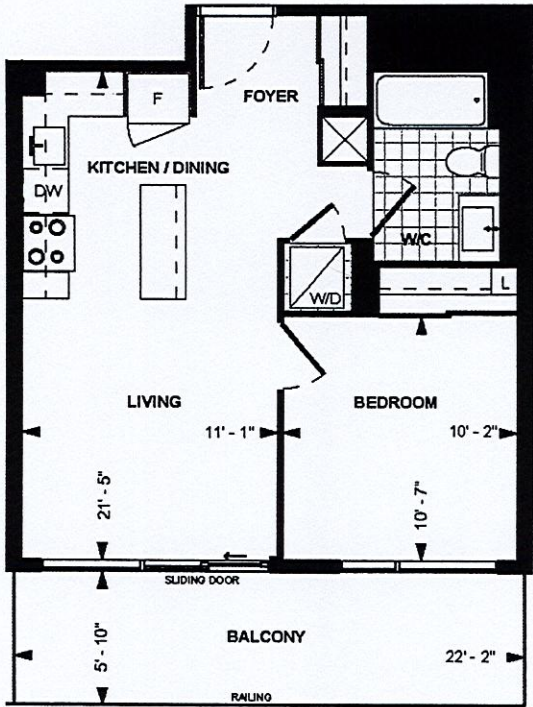 F
FOYER
KITCHEN / DINING
DW
W/C
W/D
L
LIVING
BEDROOM
11' - 1"
10' - 2"
21' - 5"
10' - 7"
SLIDING DOOR
BALCONY
5' - 10"
22' - 2"
RAILING